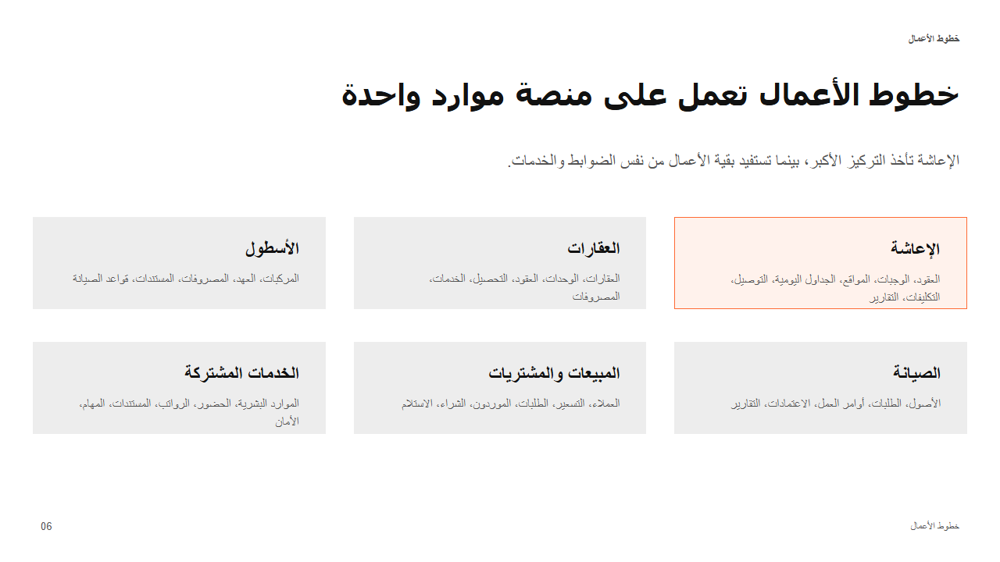 خطوط الأعمال
خطوط الأعمال تعمل على منصة موارد واحدة
الإعاشة تأخذ التركيز الأكبر، بينما تستفيد بقية الأعمال من نفس الضوابط والخدمات.
الإعاشة
العقود، الوجبات، المواقع، الجداول اليومية، التوصيل،
التكليفات، التقارير
العقارات
العقارات، الوحدات، العقود، التحصيل، الخدمات،
المصروفات
الأسطول
المركبات، العهد، المصروفات، المستندات، قواعد الصيانة
الصيانة
الأصول، الطلبات، أوامر العمل، الاعتمادات، التقارير
المبيعات والمشتريات
العملاء، التسعير، الطلبات، الموردون، الشراء، الاستلام
الخدمات المشتركة
الموارد البشرية، الحضور، الرواتب، المستندات، المهام،
الأمان
خطوط الأعمال
06